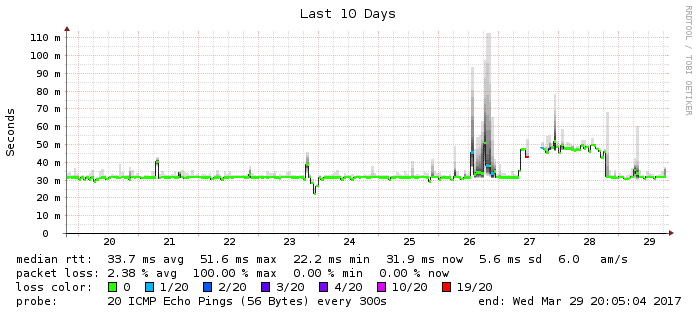 Last 10 Days
RRDTOOL / TOBI OETIKER
Seconds
110 m
100 m
90 m
80 m
70 m
60 m
50 m
40 m
30 m
20 m
10 m
0
20 21 22 23 24 25 26 27 28 29
median rtt: 33.7 ms avg 51.6 ms max 22.2 ms min 31.9 ms now 5.6 ms sd 6.0 am/s
packet loss: 2.38 % avg 100.00 % max 0.00 % min 0.00 % now
loss color: 0 1/20 2/20 3/20 4/20 10/20 19/20
probe: 20 ICMP Echo Pings (56 Bytes) every 300s end: Wed Mar 29 20:05:04 2017